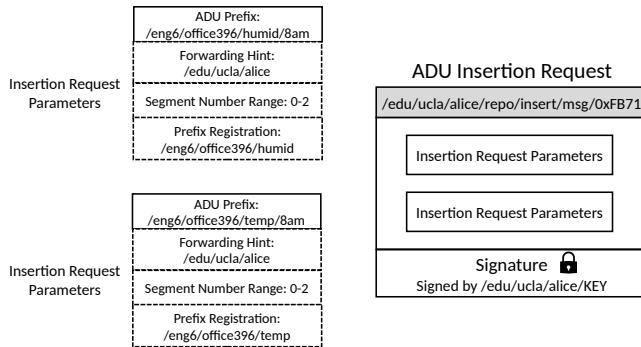 ADU Prefix:
/eng6/office396/humid/8am
Forwarding Hint:
/edu/ucla/alice
Insertion Request
Parameters
Segment Number Range: 0-2
Prefix Registration:
/eng6/office396/humid
ADU Prefix:
/eng6/office396/temp/8am
Forwarding Hint:
/edu/ucla/alice
Insertion Request
Parameters
Segment Number Range: 0-2
Prefix Registration:
/eng6/office396/temp
ADU Insertion Request
/edu/ucla/alice/repo/insert/msg/0xFB71
Insertion Request Parameters
Insertion Request Parameters
Signature
Signed by /edu/ucla/alice/KEY